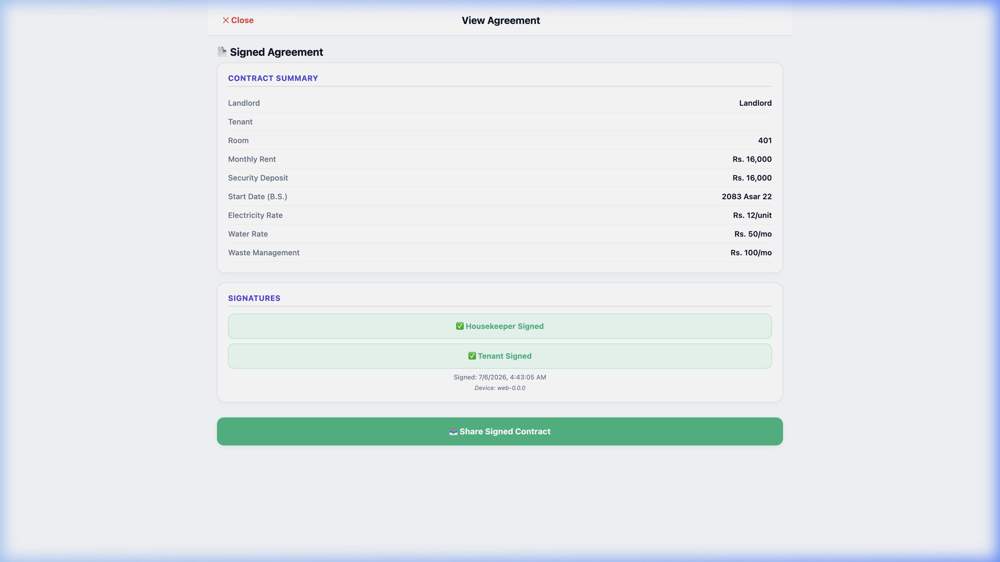 Close
View Agreement
Signed Agreement
CONTRACT SUMMARY
Landlord Landlord
Tenant
Room 401
Monthly Rent Rs. 16,000
Security Deposit Rs. 16,000
Start Date (B.S.) 2083 Asar 22
Electricity Rate Rs. 12/unit
Water Rate Rs. 50/mo
Waste Management Rs. 100/mo
SIGNATURES
✅ Housekeeper Signed
✅ Tenant Signed
Signed: 7/6/2026, 4:43:05 AM
Device: web-0.0.0
📤 Share Signed Contract